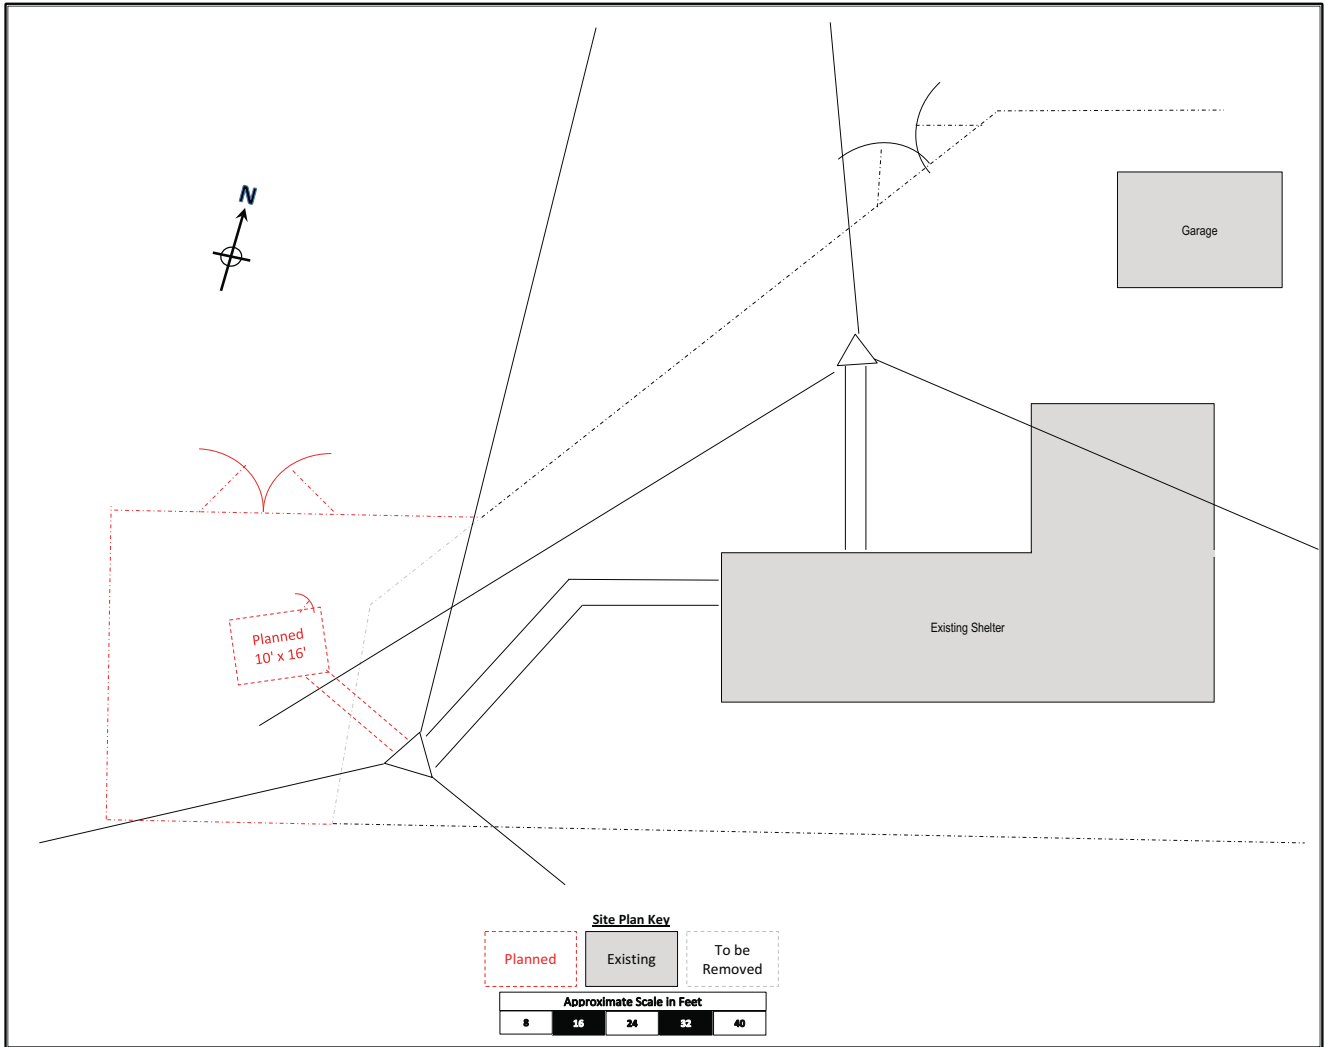 N
Garage
Existing Shelter
Planned
10' x 16'
Site Plan Key
Planned
Existing
To be
Removed
Approximate Scale in Feet
8 16 24 32 40